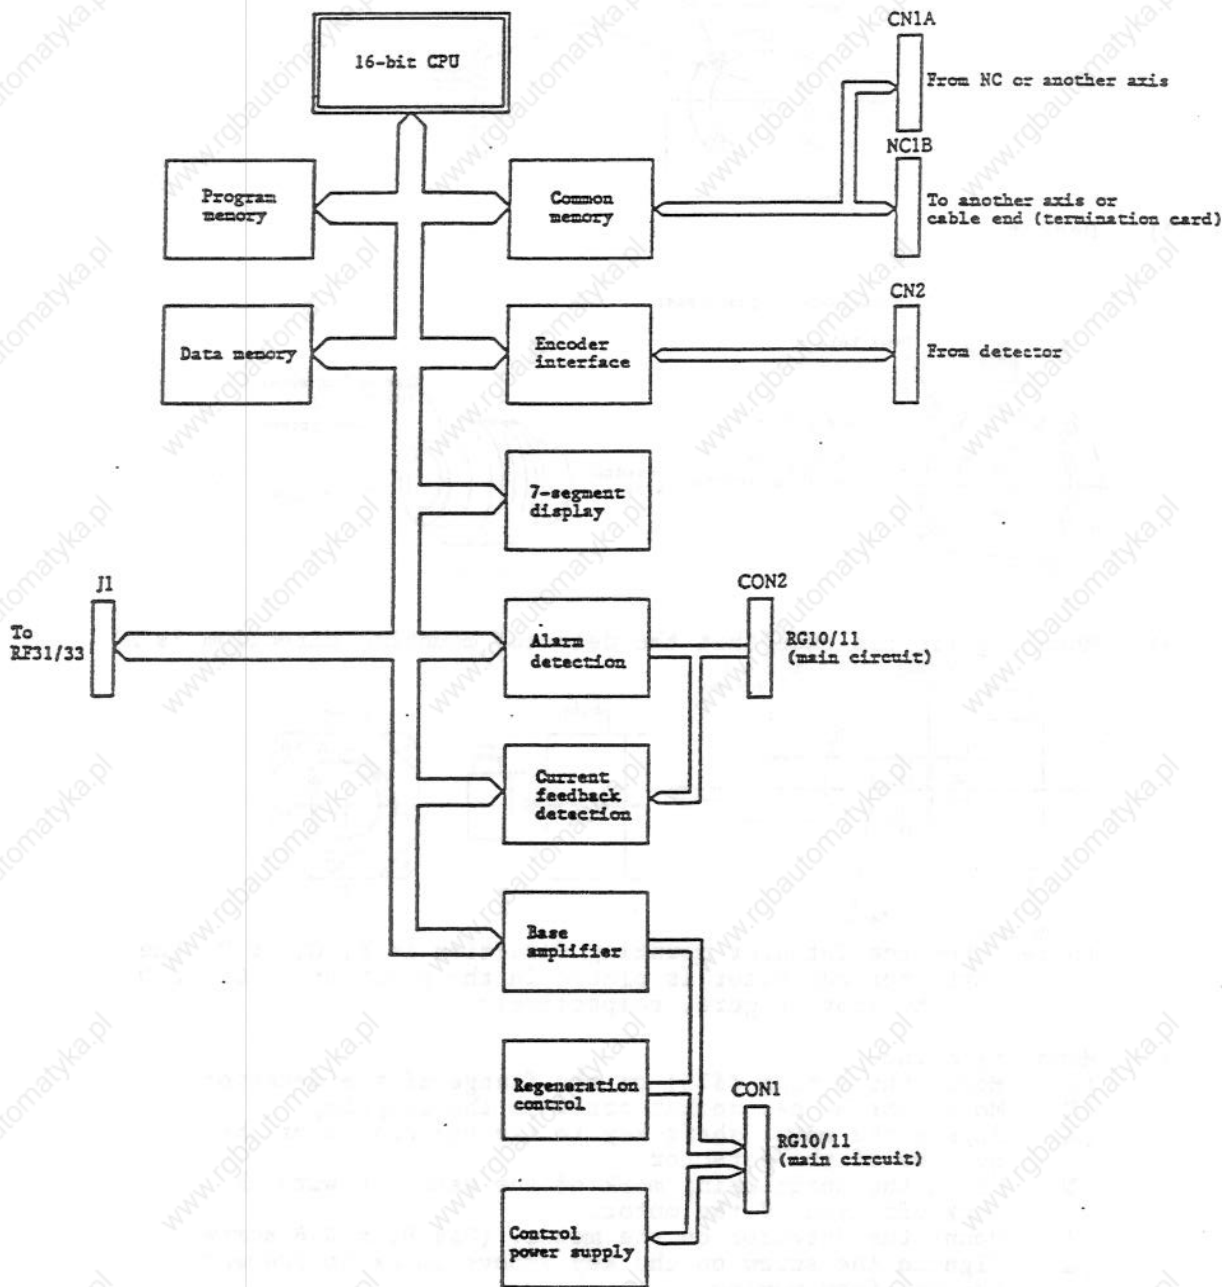 CN1A
16-bit CPU
From NC or another axis
NC1B
Program
memory
Common
memory
To another axis or
cable end (termination card)
CN2
Data memory
Encoder
interface
From detector
7-segment
display
J1
CON2
To
RF31/33
Alarm
detection
RG10/11
(main circuit)
Current
feedback
detection
Base
amplifier
Regeneration
control
CON1
RG10/11
(main circuit)
Control
power supply
www.rgbautomatyka.pl